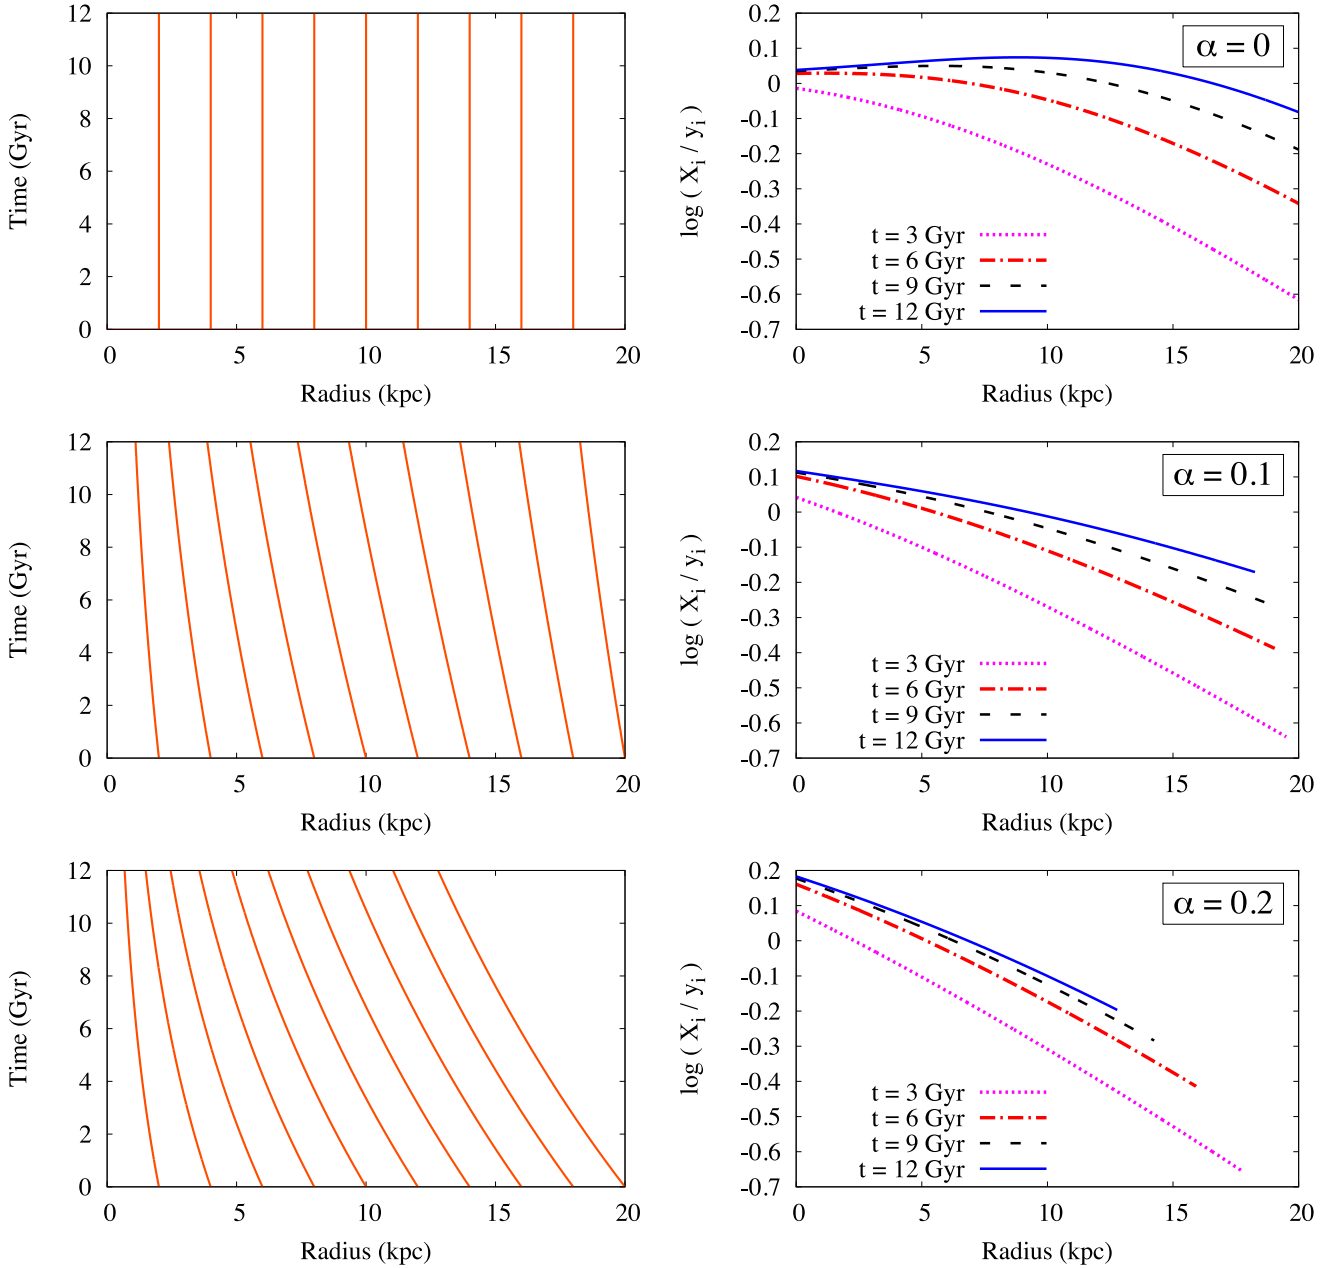 12
10
8
6
4
2
0
Time (Gyr)
0 5 10 15 20
Radius (kpc)
0.2
0.1
0
-0.1
-0.2
-0.3
-0.4
-0.5
-0.6
-0.7
log ( X_i / y_i )
α = 0
t = 3 Gyr
t = 6 Gyr
t = 9 Gyr
t = 12 Gyr
0 5 10 15 20
Radius (kpc)
12
10
8
6
4
2
0
Time (Gyr)
0 5 10 15 20
Radius (kpc)
0.2
0.1
0
-0.1
-0.2
-0.3
-0.4
-0.5
-0.6
-0.7
log ( X_i / y_i )
α = 0.1
t = 3 Gyr
t = 6 Gyr
t = 9 Gyr
t = 12 Gyr
0 5 10 15 20
Radius (kpc)
12
10
8
6
4
2
0
Time (Gyr)
0 5 10 15 20
Radius (kpc)
0.2
0.1
0
-0.1
-0.2
-0.3
-0.4
-0.5
-0.6
-0.7
log ( X_i / y_i )
α = 0.2
t = 3 Gyr
t = 6 Gyr
t = 9 Gyr
t = 12 Gyr
0 5 10 15 20
Radius (kpc)